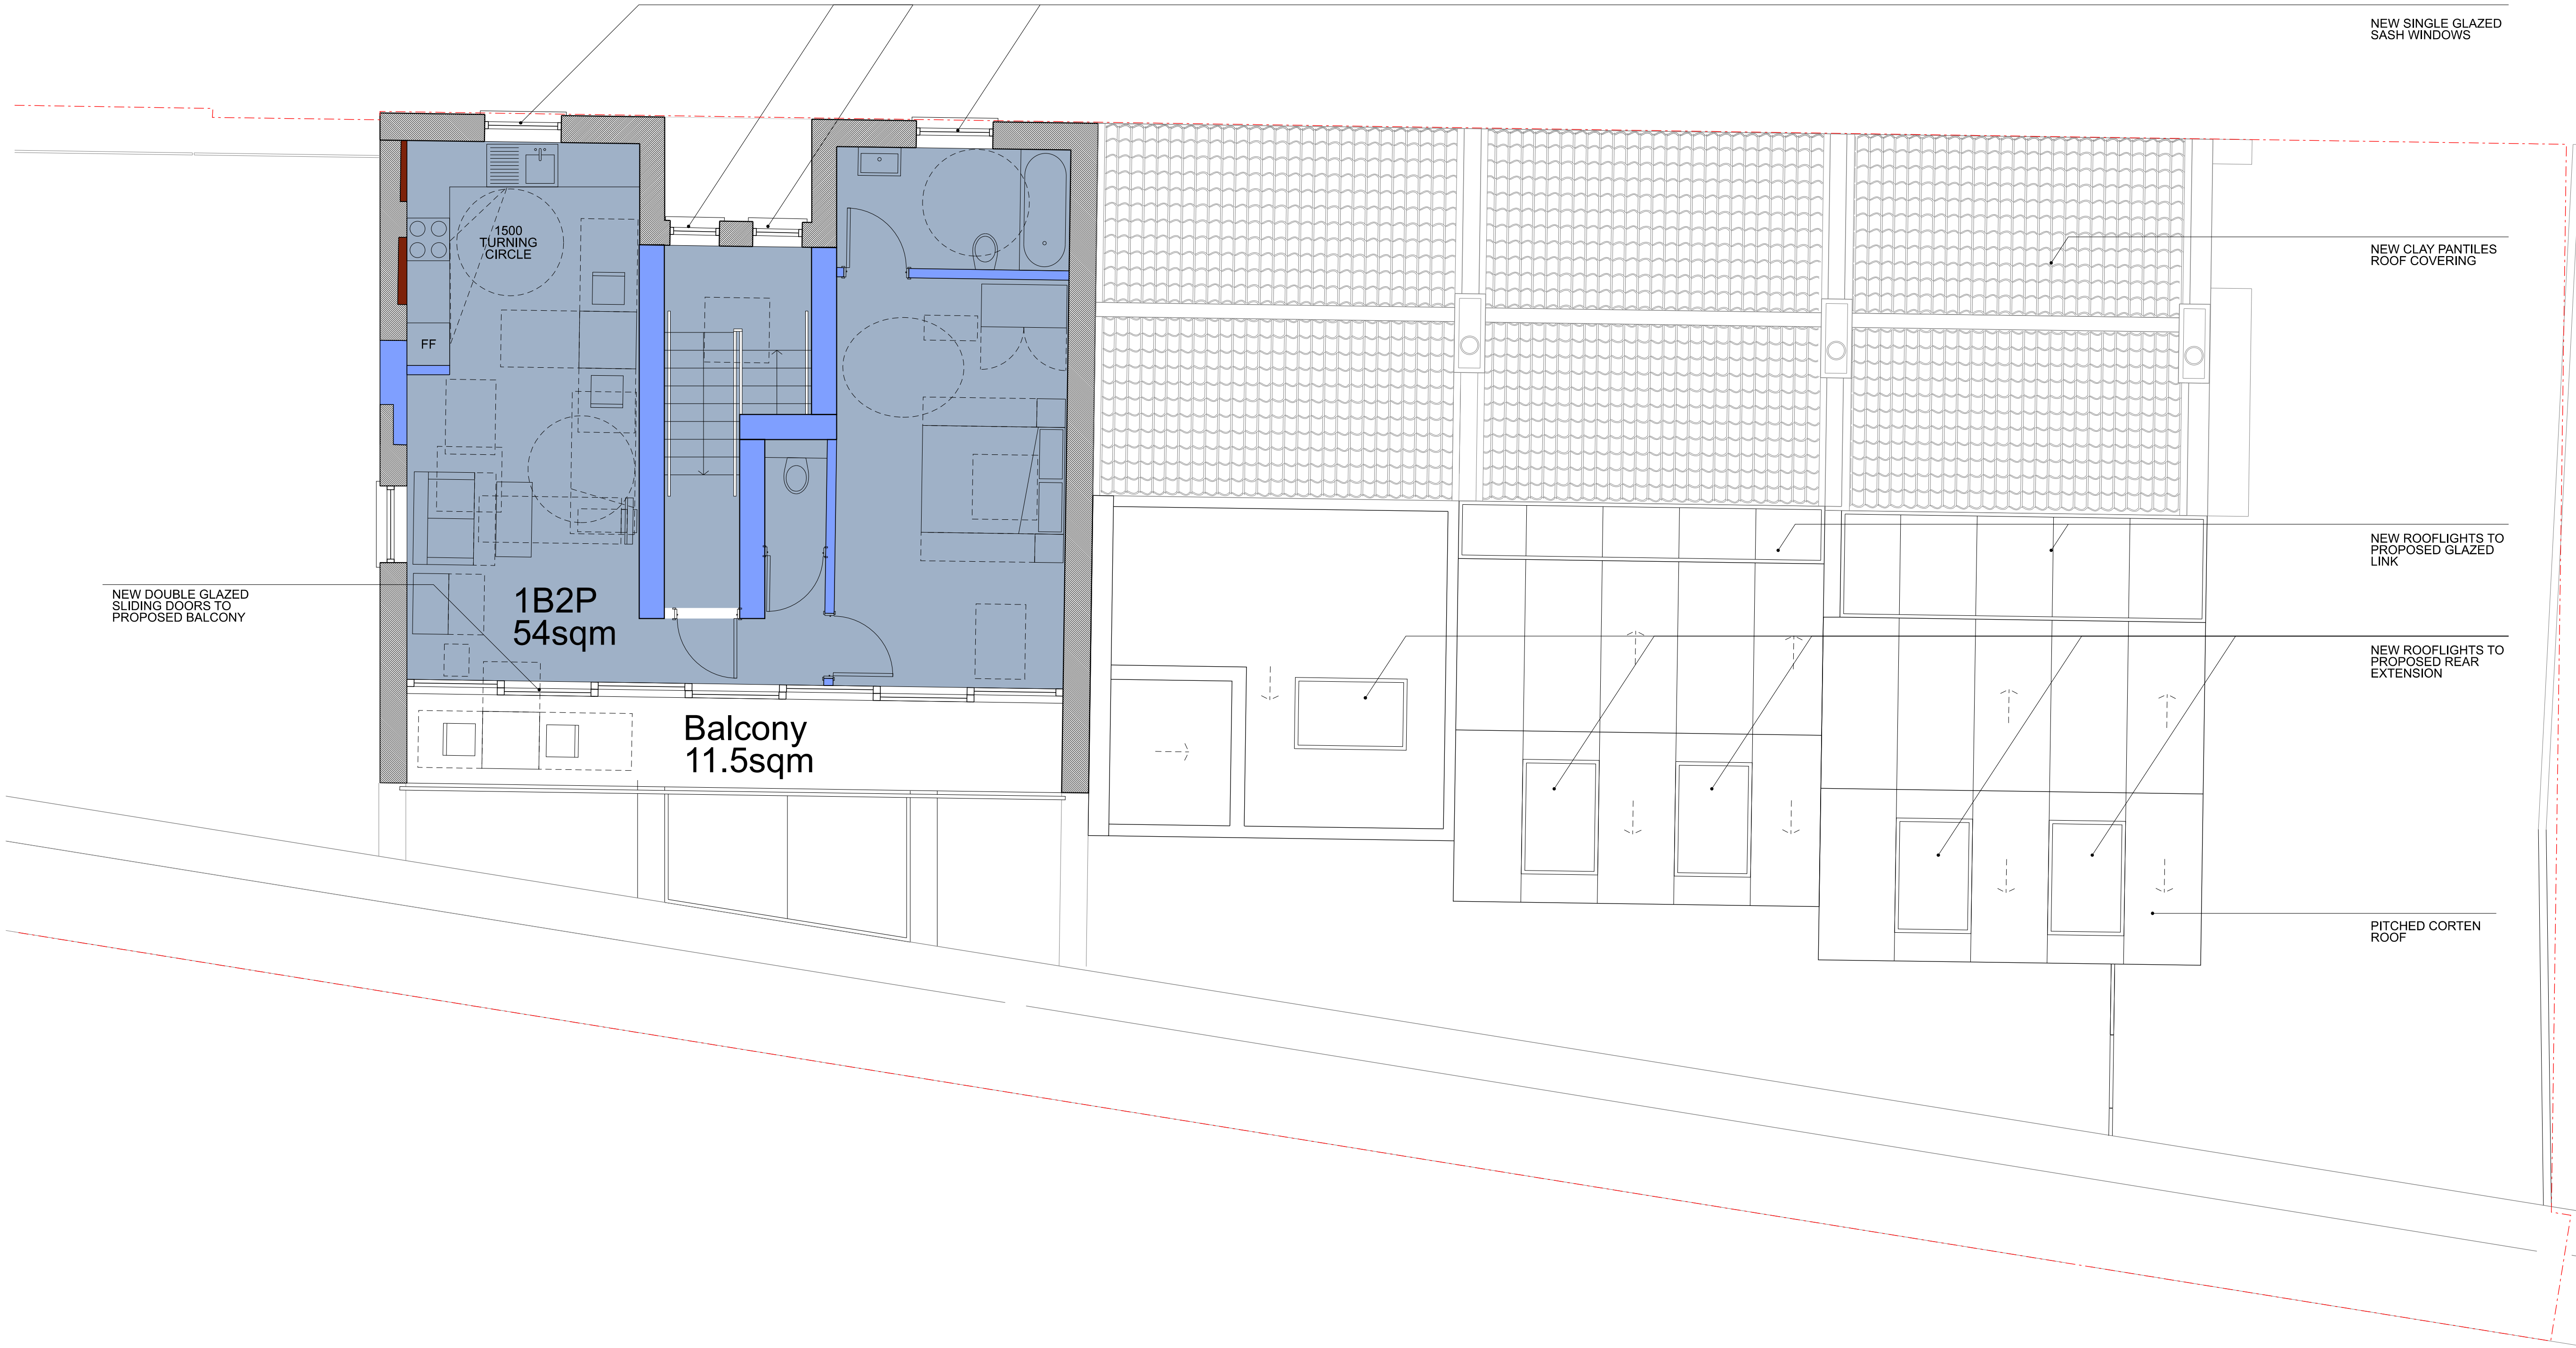 NEW SINGLE GLAZED
SASH WINDOWS
1500
TURNING
CIRCLE
NEW CLAY PANTILES
ROOF COVERING
FF
NEW ROOFLIGHTS TO
PROPOSED GLAZED
LINK
NEW DOUBLE GLAZED
SLIDING DOORS TO
PROPOSED BALCONY
1B2P
54sqm
NEW ROOFLIGHTS TO
PROPOSED REAR
EXTENSION
Balcony
11.5sqm
PITCHED CORTEN
ROOF